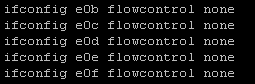 ifconfig e0b flowcontrol none
ifconfig e0c flowcontrol none
ifconfig e0d flowcontrol none
ifconfig e0e flowcontrol none
ifconfig e0f flowcontrol none